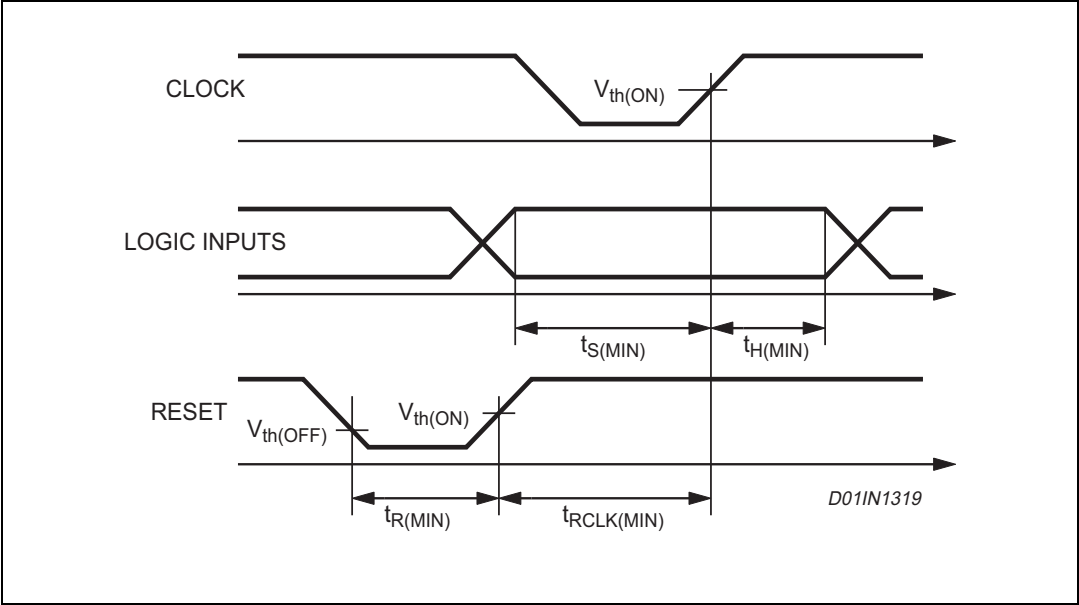 CLOCK
Vth(ON)
LOGIC INPUTS
tS(MIN)
tH(MIN)
RESET
Vth(OFF)
Vth(ON)
tR(MIN)
tRCLK(MIN)
D01IN1319